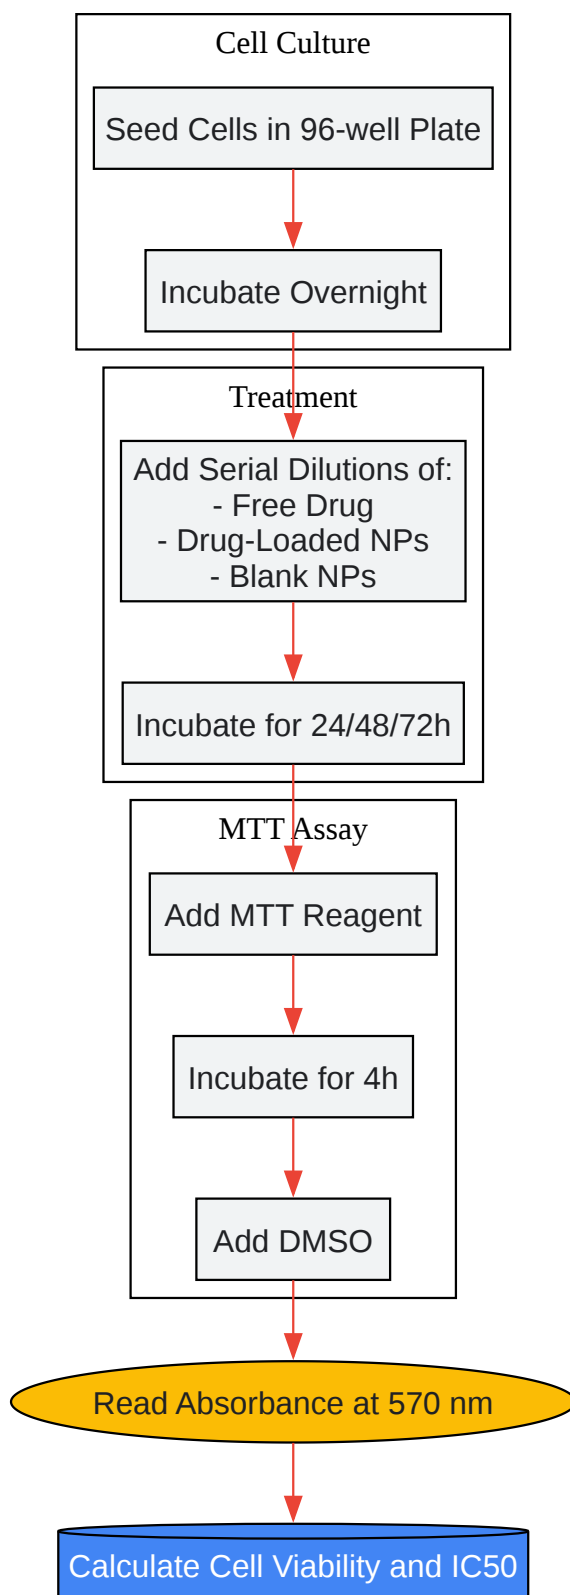 Cell Culture
Seed Cells in 96-well Plate
Incubate Overnight
Treatment
Add Serial Dilutions of:
- Free Drug
- Drug-Loaded NPs
- Blank NPs
Incubate for 24/48/72h
MTT Assay
Add MTT Reagent
Incubate for 4h
Add DMSO
Read Absorbance at 570 nm
Calculate Cell Viability and IC50